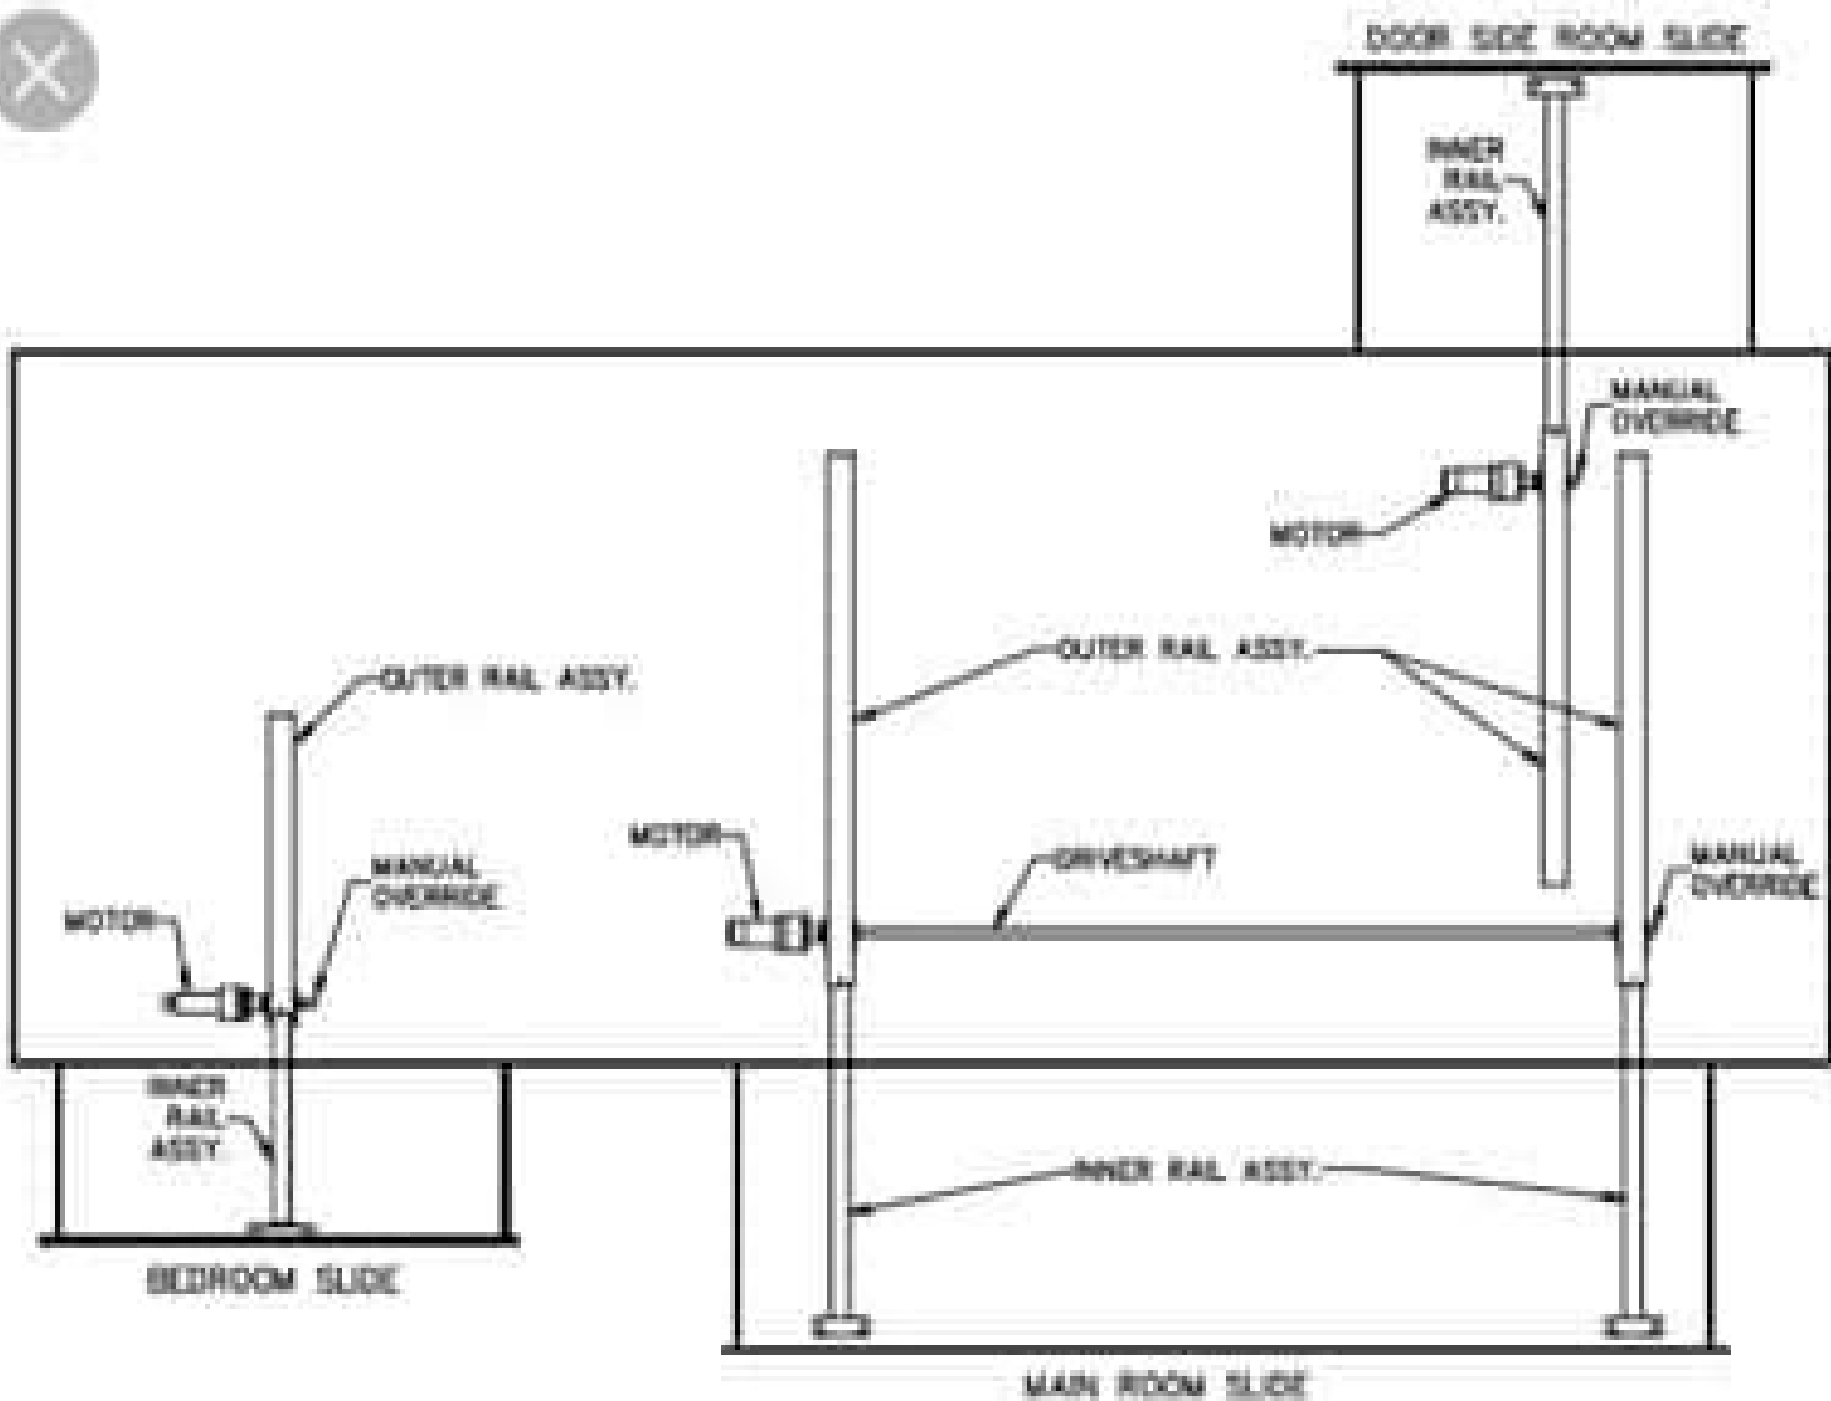 DOOR SIDE ROOM SLIDE
INNER
RAIL
ASSY.
MANUAL
OVERRIDE
MOTOR
OUTER RAIL ASSY.
OUTER RAIL ASSY.
MOTOR
DRIVESHAFT
MANUAL
OVERRIDE
MANUAL
OVERRIDE
MOTOR
INNER
RAIL
ASSY.
INNER RAIL ASSY.
BEDROOM SLIDE
MAIN ROOM SLIDE